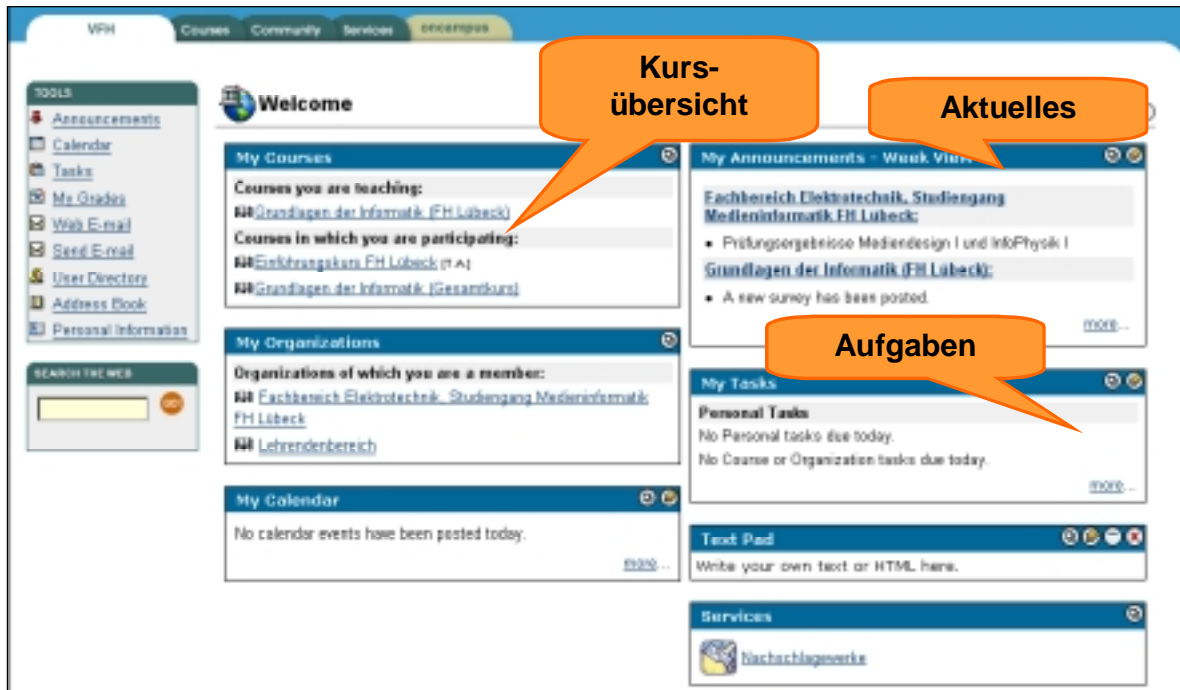 VFH
Courses
Community
Services
oncampus
Kurs-
übersicht
Aktuelles
TOOLS
Announcements
Calendar
Tasks
My Grades
Web E-mail
Send E-mail
User Directory
Address Book
Personal Information
SEARCH THE WEB
GO!
Welcome
My Courses
Courses you are teaching:
Grundlagen der Informatik (FH Lübeck)
Courses in which you are participating:
Einführungskurs FH Lübeck [T.A]
Grundlagen der Informatik (Gesamtkurs)
My Organizations
Organizations of which you are a member:
Fachbereich Elektrotechnik, Studiengang Medieninformatik
FH Lübeck
Lehrendenbereich
My Calendar
No calendar events have been posted today.
more...
My Announcements - Week View
Fachbereich Elektrotechnik, Studiengang
Medieninformatik FH Lübeck:
• Prüfungsergebnisse Mediendesign I und InfoPhysik I
Grundlagen der Informatik (FH Lübeck):
• A new survey has been posted.
more...
Aufgaben
My Tasks
Personal Tasks
No Personal tasks due today.
No Course or Organization tasks due today.
more...
Text Pad
Write your own text or HTML here.
Services
Nachschlagewerke